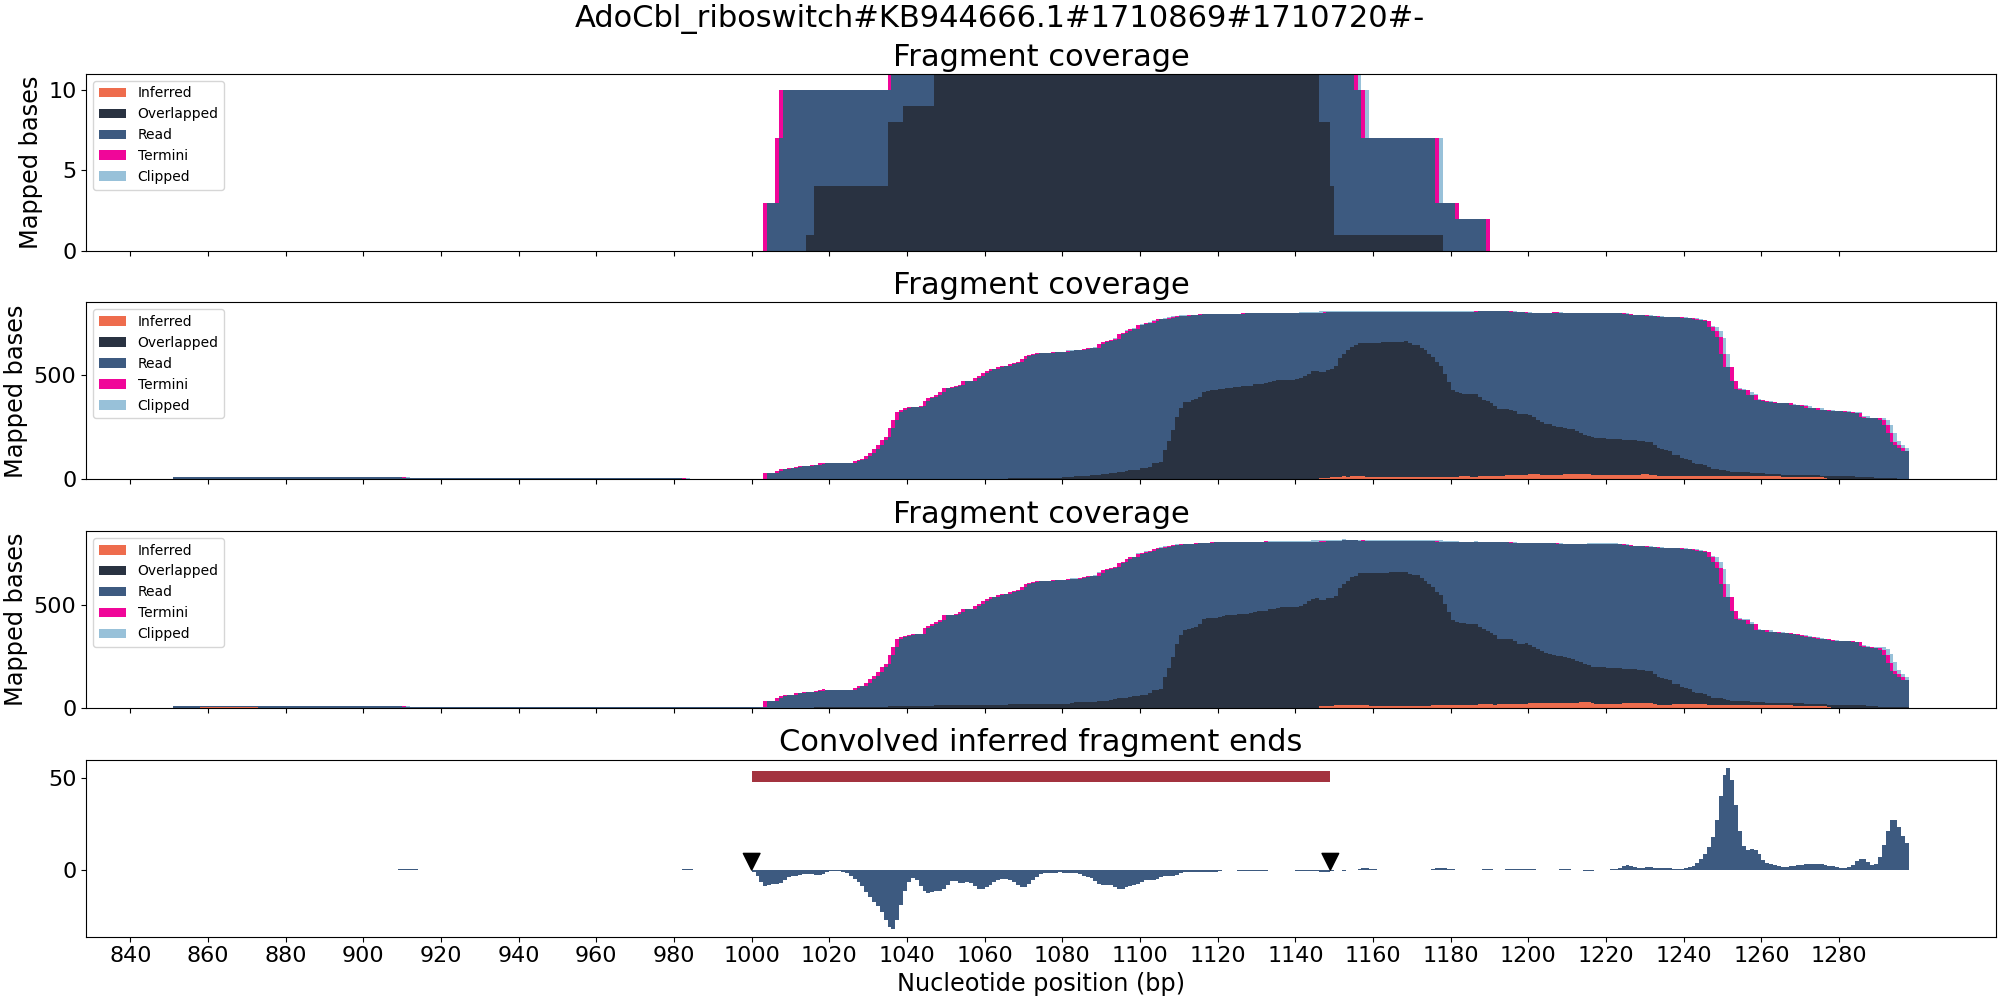 AdoCbl_riboswitch#KB944666.1#1710869#1710720#-
Fragment coverage
Mapped bases
10
5
0
Inferred
Overlapped
Read
Termini
Clipped
Fragment coverage
Mapped bases
500
0
Inferred
Overlapped
Read
Termini
Clipped
Fragment coverage
Mapped bases
500
0
Inferred
Overlapped
Read
Termini
Clipped
Convolved inferred fragment ends
50
0
840 860 880 900 920 940 960 980 1000 1020 1040 1060 1080 1100 1120 1140 1160 1180 1200 1220 1240 1260 1280
Nucleotide position (bp)